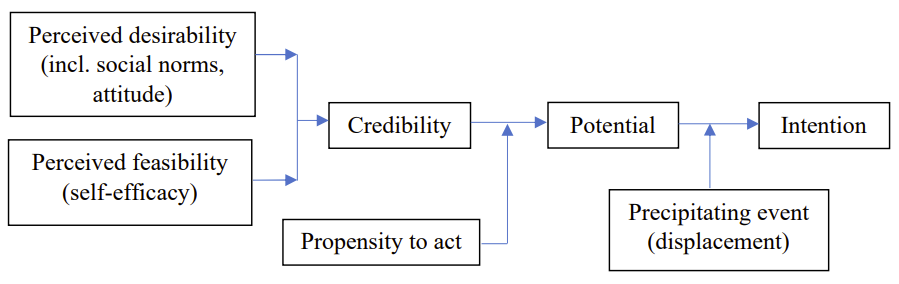 Perceived desirability
(incl. social norms,
attitude)
Perceived feasibility
(self-efficacy)
Credibility
Propensity to act
Potential
Precipitating event
(displacement)
Intention